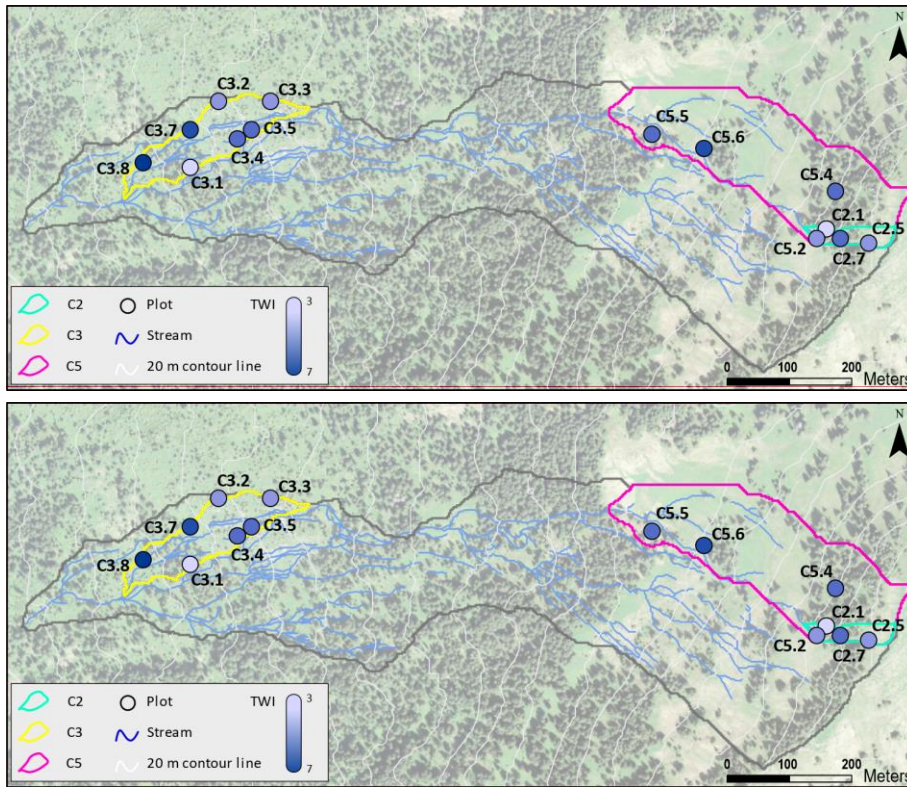 N
C3.2
C3.3
C3.7
C3.5
C3.4
C3.8
C3.1
C5.5
C5.6
C5.4
C2.1
C2.5
C5.2
C2.7
C2 Plot TWI 3
C3 Stream
C5 20 m contour line 7
0 100 200
Meters
N
C3.2
C3.3
C3.7
C3.5
C3.4
C3.8
C3.1
C5.5
C5.6
C5.4
C2.1
C2.5
C5.2
C2.7
C2 Plot TWI 3
C3 Stream
C5 20 m contour line 7
0 100 200
Meters